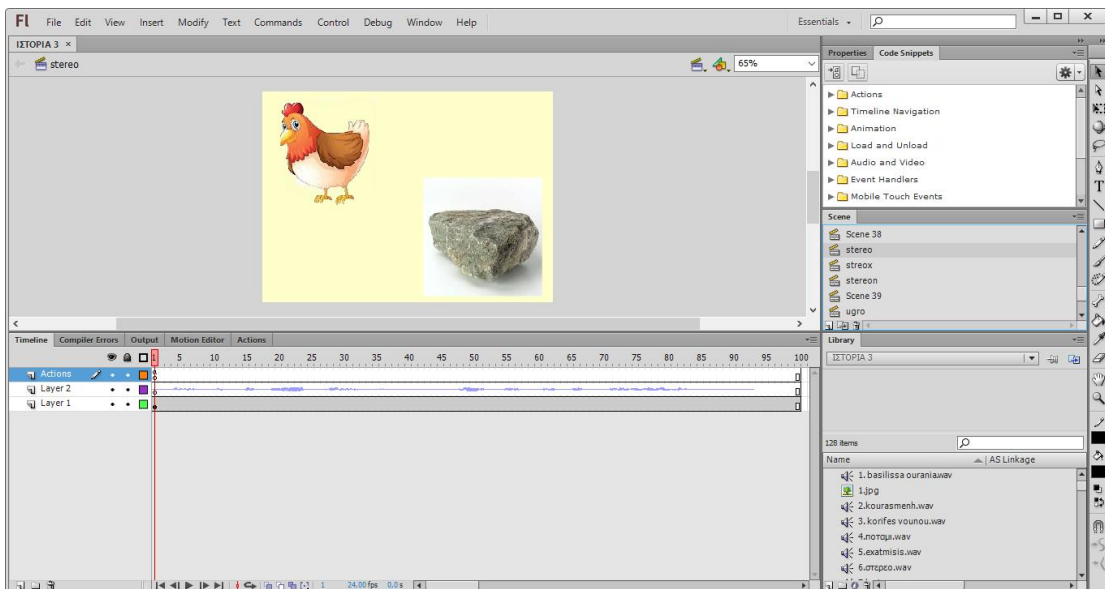 Fl File Edit View Insert Modify Text Commands Control Debug Window Help Essentials
ΙΣΤΟΡΙΑ 3 ×
stereo 65%
Properties Code Snippets
Actions
Timeline Navigation
Animation
Load and Unload
Audio and Video
Event Handlers
Mobile Touch Events
Scene
Scene 38
stereo
streox
stereon
Scene 39
ugro
Timeline Compiler Errors Output Motion Editor Actions
1 5 10 15 20 25 30 35 40 45 50 55 60 65 70 75 80 85 90 95 100
Actions
Layer 2
Layer 1
1 24.00 fps 0.0 s
Library
ΙΣΤΟΡΙΑ 3
128 items
Name AS Linkage
1. basilissa ourania.wav
1.jpg
2.kourasmenh.wav
3. korifes vounou.wav
4.ποταμι.wav
5.exatmisis.wav
6.στερεο.wav